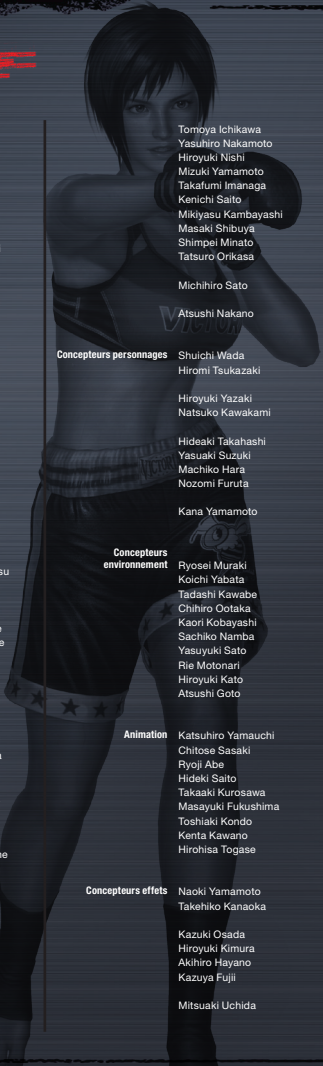 Tomoya Ichikawa
Yasuhiro Nakamoto
Hiroyuki Nishi
Mizuki Yamamoto
Takafumi Imanaga
Kenichi Saito
Mikiyasu Kambayashi
Masaki Shibuya
Shimpei Minato
Tatsuro Orikasa
Michihiro Sato
Atsushi Nakano
Concepteurs personnages Shuichi Wada
Hiromi Tsukazaki
Hiroyuki Yazaki
Natsuko Kawakami
Hideaki Takahashi
Yasuaki Suzuki
Machiko Hara
Nozomi Furuta
Kana Yamamoto
Concepteurs
environnement Ryosei Muraki
Koichi Yabata
Tadashi Kawabe
Chihiro Ootaka
Kaori Kobayashi
Sachiko Namba
Yasuyuki Sato
Rie Motonari
Hiroyuki Kato
Atsushi Goto
Animation Katsuhiro Yamauchi
Chitose Sasaki
Ryoji Abe
Hideki Saito
Takaaki Kurosawa
Masayuki Fukushima
Toshiaki Kondo
Kenta Kawano
Hirohisa Togase
Concepteurs effets Naoki Yamamoto
Takehiko Kanaoka
Kazuki Osada
Hiroyuki Kimura
Akihiro Hayano
Kazuya Fujii
Mitsuaki Uchida